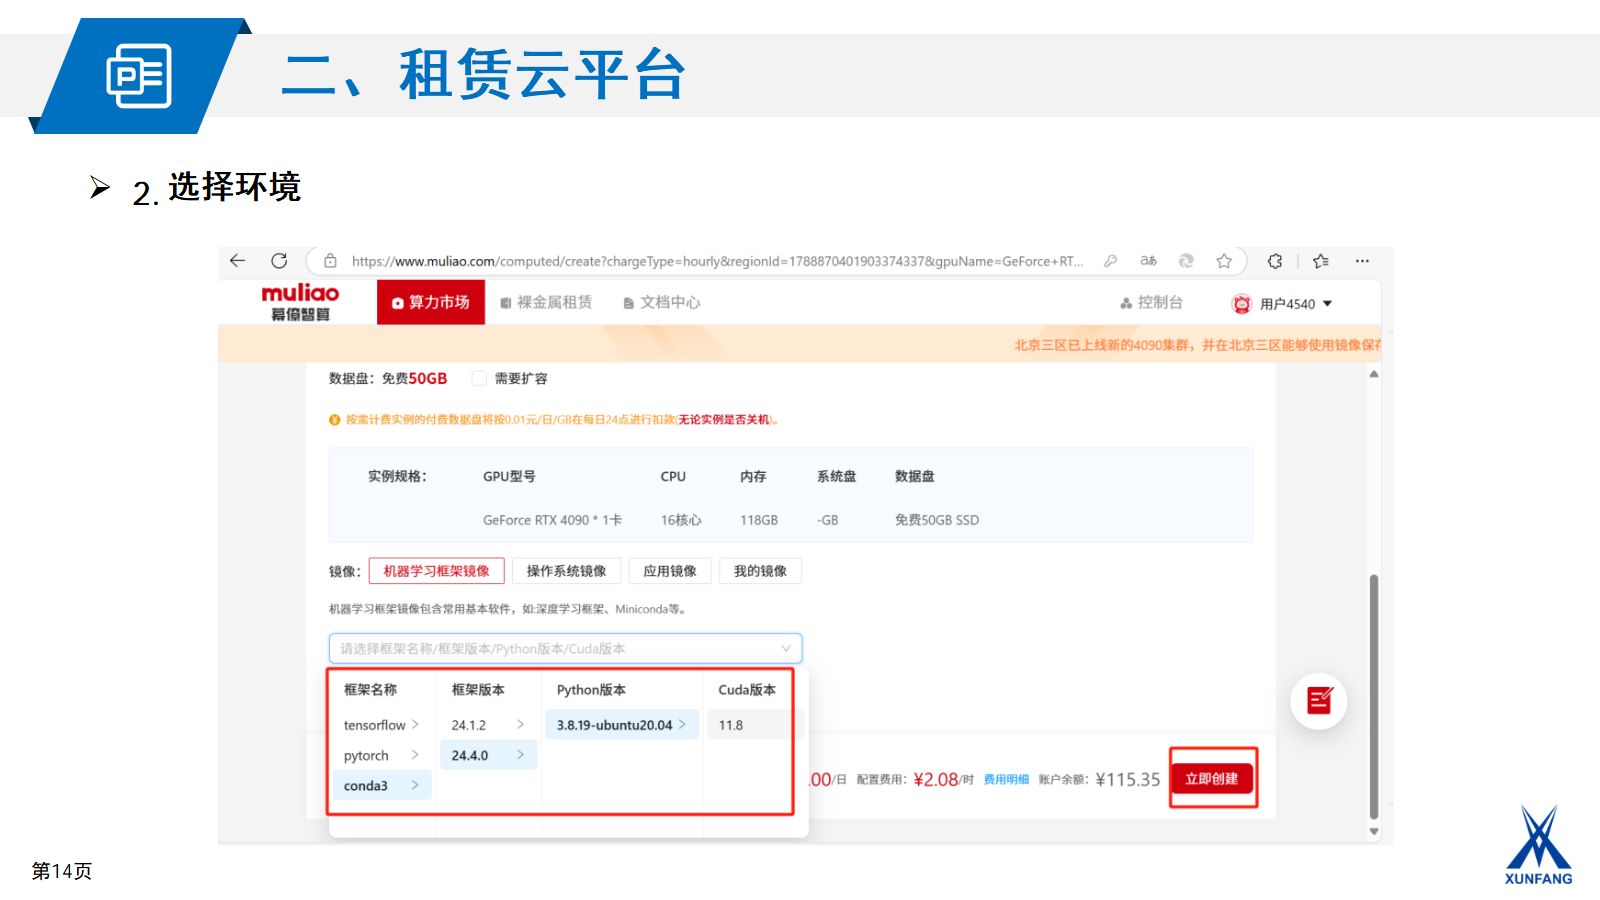 二、租赁云平台
➢ 2. 选择环境
https://www.muliao.com/computed/create?chargeType=hourly&regionId=1788870401903374337&gpuName=GeForce+RT...
muliao
幕僚智算
算力市场 裸金属租赁 文档中心 控制台 用户4540
北京三区已上线新的4090集群，并在北京三区能够使用镜像保存
数据盘：免费50GB 需要扩容
按需计费实例的付费数据盘将按0.01元/日/GB在每日24点进行扣款(无论实例是否关机)。
实例规格： GPU型号 CPU 内存 系统盘 数据盘
GeForce RTX 4090 * 1卡 16核心 118GB -GB 免费50GB SSD
镜像： 机器学习框架镜像 操作系统镜像 应用镜像 我的镜像
机器学习框架镜像包含常用基本软件，如:深度学习框架、Miniconda等。
请选择框架名称/框架版本/Python版本/Cuda版本
框架名称 框架版本 Python版本 Cuda版本
tensorflow 24.1.2 3.8.19-ubuntu20.04 11.8
pytorch 24.4.0
conda3
.00/日 配置费用：¥2.08/时 费用明细 账户余额：¥115.35 立即创建
第14页
XUNFANG